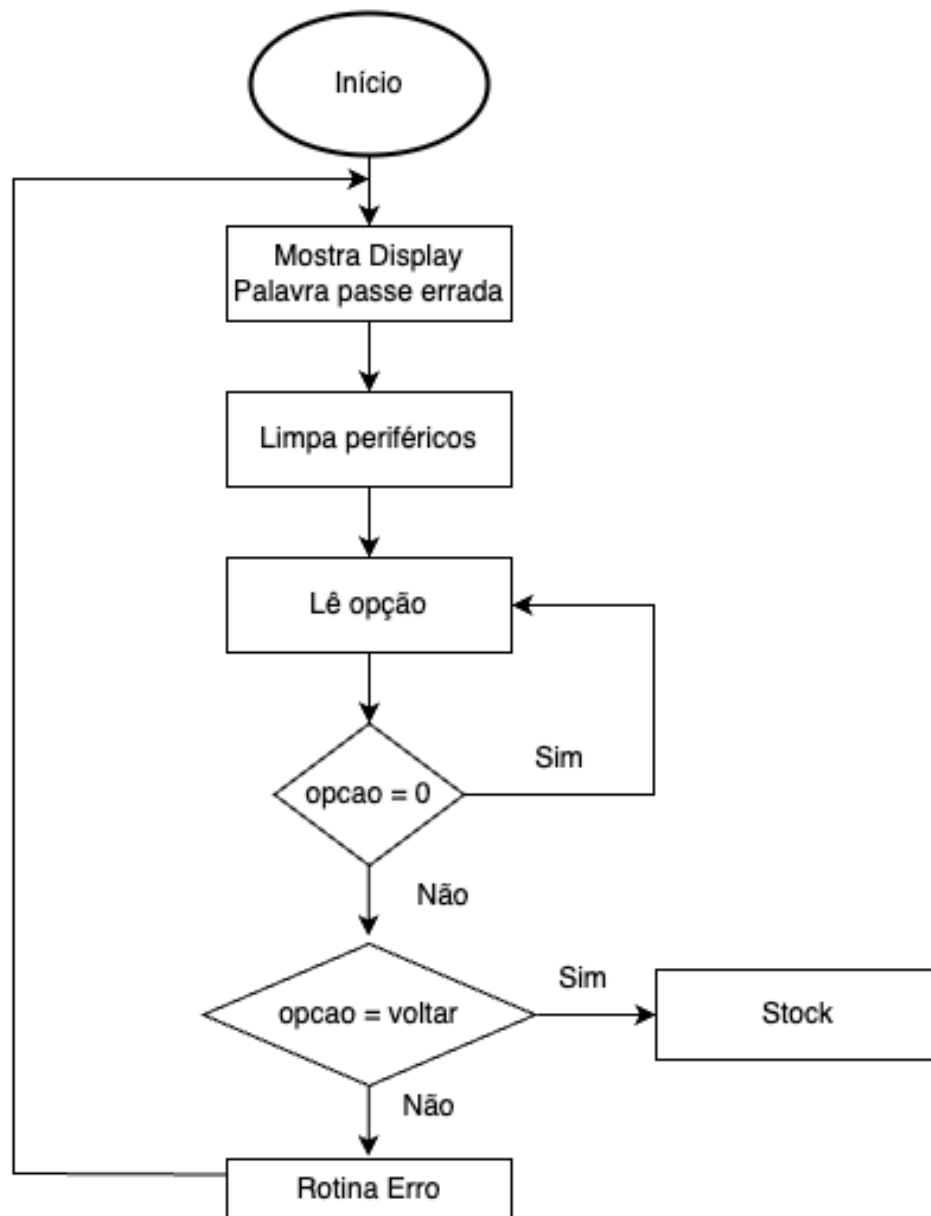 Início
Mostra Display
Palavra passe errada
Limpa periféricos
Lê opção
Sim
opcao = 0
Não
Sim
opcao = voltar
Stock
Não
Rotina Erro